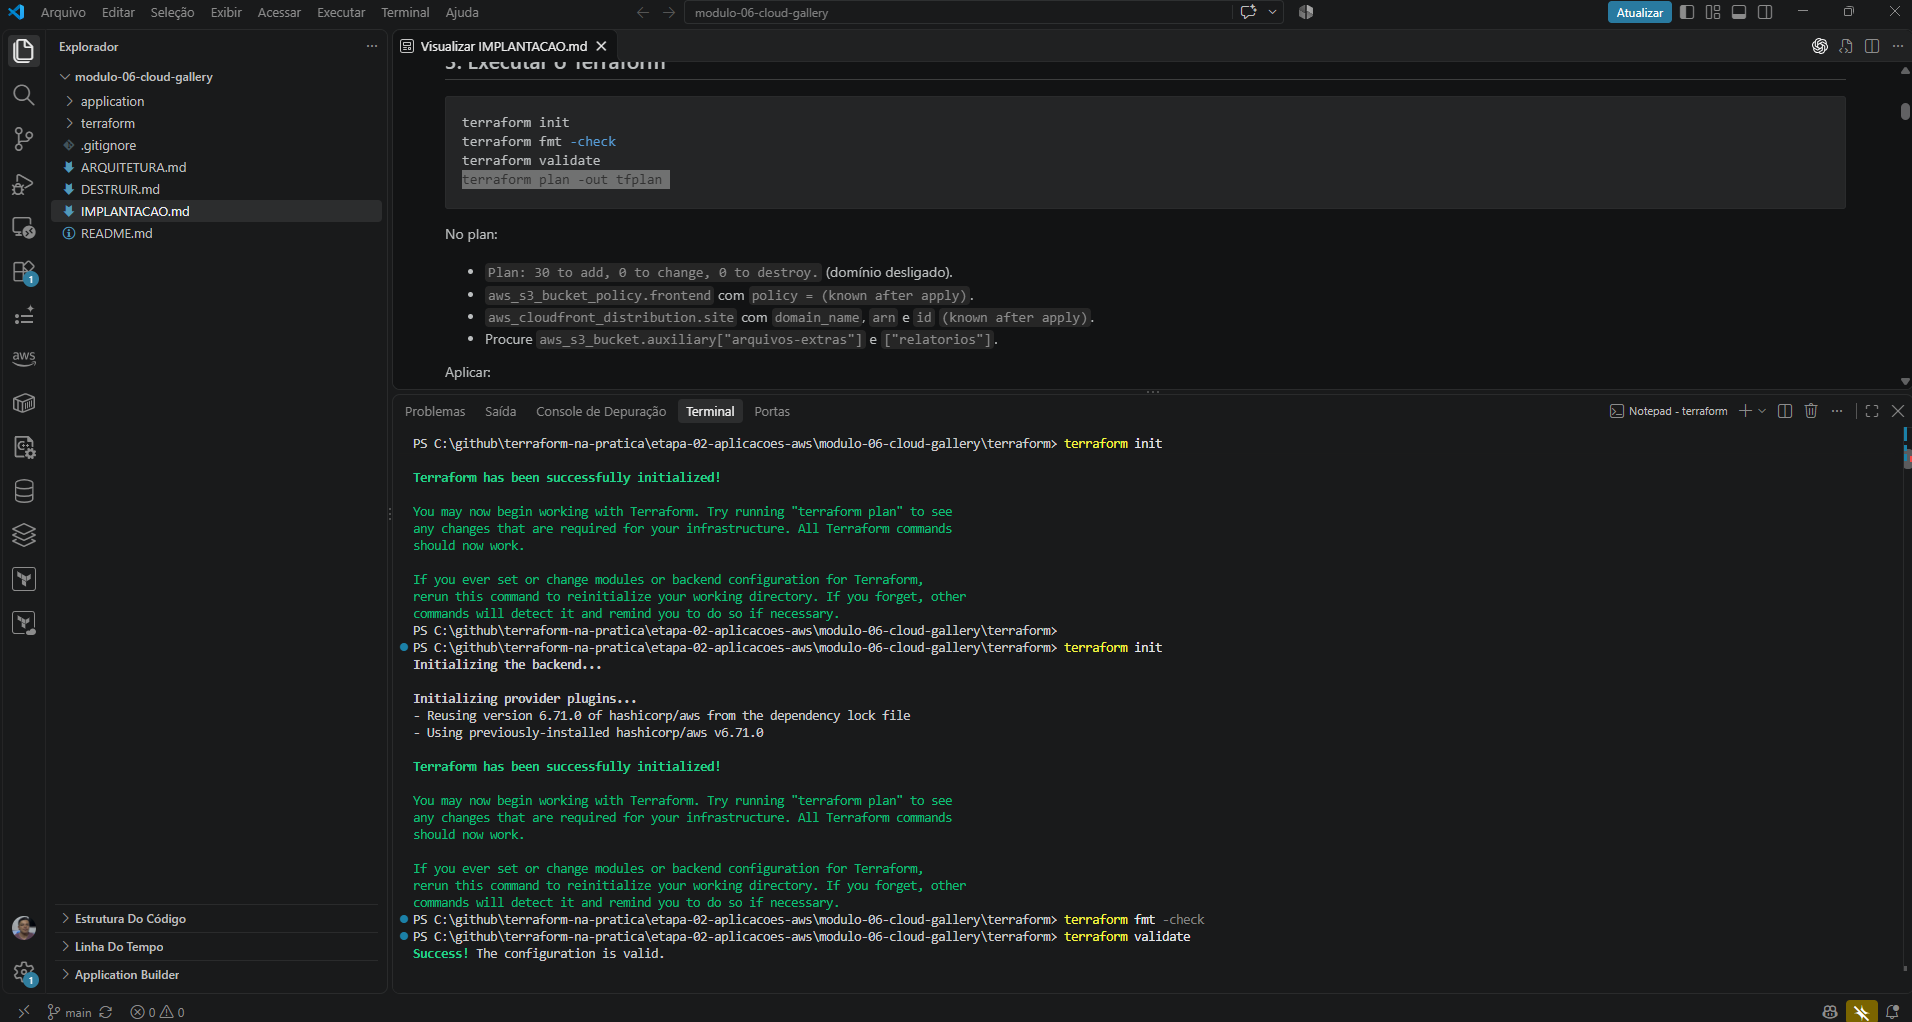 Arquivo Editar Seleção Exibir Acessar Executar Terminal Ajuda
modulo-06-cloud-gallery
Atualizar
Explorador
modulo-06-cloud-gallery
application
terraform
.gitignore
ARQUITETURA.md
DESTRUIR.md
IMPLANTACAO.md
README.md
1
aws
Estrutura Do Código
Linha Do Tempo
Application Builder
1
Visualizar IMPLANTACAO.md
3. Executar o Terraform
terraform init
terraform fmt -check
terraform validate
terraform plan -out tfplan
No plan:
Plan: 30 to add, 0 to change, 0 to destroy. (domínio desligado).
aws_s3_bucket_policy.frontend com policy = (known after apply).
aws_cloudfront_distribution.site com domain_name, arn e id (known after apply).
Procure aws_s3_bucket.auxiliary["arquivos-extras"] e ["relatorios"].
Aplicar:
Problemas Saída Console de Depuração Terminal Portas
Notepad - terraform
PS C:\github\terraform-na-pratica\etapa-02-aplicacoes-aws\modulo-06-cloud-gallery\terraform> terraform init
Terraform has been successfully initialized!
You may now begin working with Terraform. Try running "terraform plan" to see
any changes that are required for your infrastructure. All Terraform commands
should now work.
If you ever set or change modules or backend configuration for Terraform,
rerun this command to reinitialize your working directory. If you forget, other
commands will detect it and remind you to do so if necessary.
PS C:\github\terraform-na-pratica\etapa-02-aplicacoes-aws\modulo-06-cloud-gallery\terraform>
PS C:\github\terraform-na-pratica\etapa-02-aplicacoes-aws\modulo-06-cloud-gallery\terraform> terraform init
Initializing the backend...
Initializing provider plugins...
- Reusing version 6.71.0 of hashicorp/aws from the dependency lock file
- Using previously-installed hashicorp/aws v6.71.0
Terraform has been successfully initialized!
You may now begin working with Terraform. Try running "terraform plan" to see
any changes that are required for your infrastructure. All Terraform commands
should now work.
If you ever set or change modules or backend configuration for Terraform,
rerun this command to reinitialize your working directory. If you forget, other
commands will detect it and remind you to do so if necessary.
PS C:\github\terraform-na-pratica\etapa-02-aplicacoes-aws\modulo-06-cloud-gallery\terraform> terraform fmt -check
PS C:\github\terraform-na-pratica\etapa-02-aplicacoes-aws\modulo-06-cloud-gallery\terraform> terraform validate
Success! The configuration is valid.
main 0 0